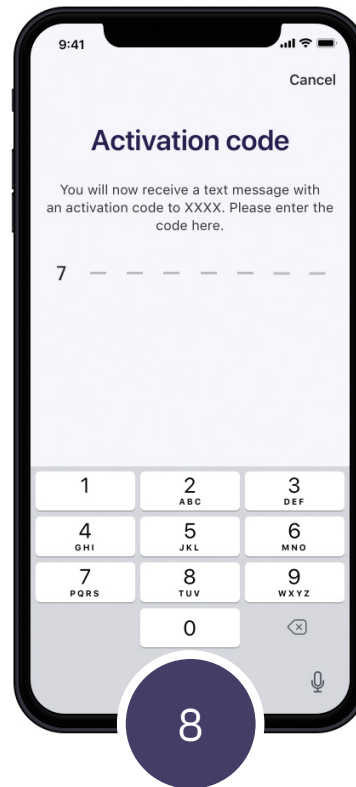 9:41
Cancel
Activation code
You will now receive a text message with
an activation code to XXXX. Please enter the
code here.
7 – – – – – – –
1 2 3
ABC DEF
4 5 6
GHI JKL MNO
7 8 9
PQRS TUV WXYZ
0
8